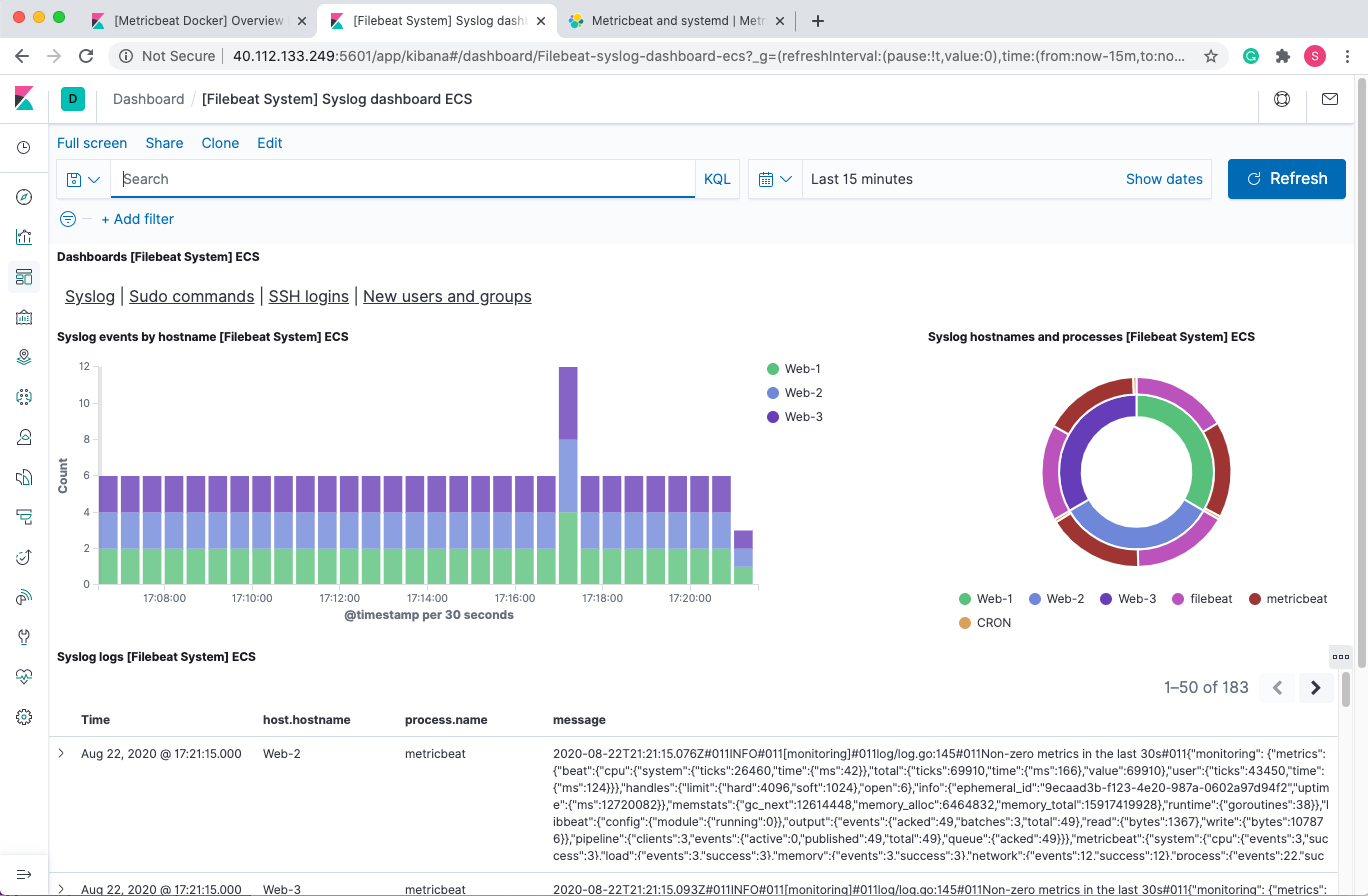 [Metricbeat Docker] Overview
[Filebeat System] Syslog dash
Metricbeat and systemd | Metr
Not Secure
40.112.133.249:5601/app/kibana#/dashboard/Filebeat-syslog-dashboard-ecs?_g=(refreshInterval:(pause:!t,value:0),time:(from:now-15m,to:no...
S
D
Dashboard / [Filebeat System] Syslog dashboard ECS
Full screen Share Clone Edit
Search
KQL
Last 15 minutes
Show dates
Refresh
+ Add filter
Dashboards [Filebeat System] ECS
Syslog | Sudo commands | SSH logins | New users and groups
Syslog events by hostname [Filebeat System] ECS
12
10
8
6
4
2
0
Count
17:08:00 17:10:00 17:12:00 17:14:00 17:16:00 17:18:00 17:20:00
@timestamp per 30 seconds
Web-1
Web-2
Web-3
Syslog hostnames and processes [Filebeat System] ECS
Web-1 Web-2 Web-3 filebeat metricbeat
CRON
Syslog logs [Filebeat System] ECS
1–50 of 183
Time host.hostname process.name message
Aug 22, 2020 @ 17:21:15.000 Web-2 metricbeat 2020-08-22T21:21:15.076Z#011INFO#011[monitoring]#011log/log.go:145#011Non-zero metrics in the last 30s#011{"monitoring": {"metrics":
{"beat":{"cpu":{"system":{"ticks":26460,"time":{"ms":42}},"total":{"ticks":69910,"time":{"ms":166},"value":69910},"user":{"ticks":43450,"time":
{"ms":124}}},"handles":{"limit":{"hard":4096,"soft":1024},"open":6},"info":{"ephemeral_id":"9ecaad3b-f123-4e20-987a-0602a97d94f2","uptim
e":{"ms":12720082}},"memstats":{"gc_next":12614448,"memory_alloc":6464832,"memory_total":15917419928},"runtime":{"goroutines":38}},"l
ibbeat":{"config":{"module":{"running":0}},"output":{"events":{"acked":49,"batches":3,"total":49},"read":{"bytes":1367},"write":{"bytes":10787
6}},"pipeline":{"clients":3,"events":{"active":0,"published":49,"total":49},"queue":{"acked":49}}},"metricbeat":{"system":{"cpu":{"events":3,"suc
cess":3},"load":{"events":3,"success":3},"memory":{"events":3,"success":3},"network":{"events":12,"success":12},"process":{"events":22,"suc
Aug 22, 2020 @ 17:21:15.000 Web-3 metricbeat 2020-08-22T21:21:15.093Z#011INFO#011[monitoring]#011log/log.go:145#011Non-zero metrics in the last 30s#011{"monitoring": {"metrics":